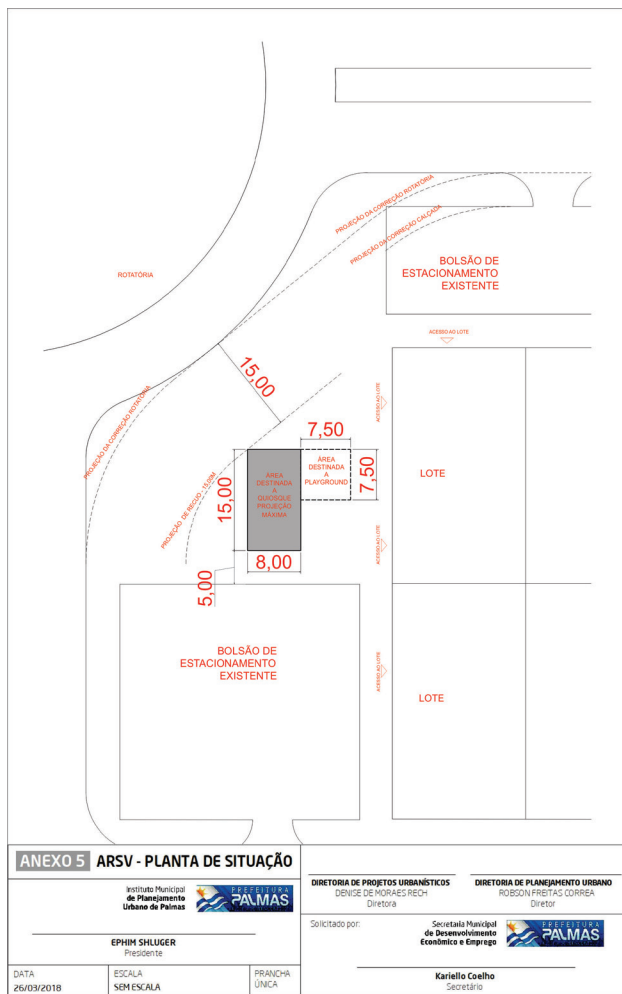 PROJEÇÃO DA CORREÇÃO ROTATÓRIA
PROJEÇÃO DA CORREÇÃO CALÇADA
BOLSÃO DE
ESTACIONAMENTO
EXISTENTE
ROTATÓRIA
ACESSO AO LOTE
15,00
PROJEÇÃO DA CORREÇÃO ROTATÓRIA
ACESSO AO LOTE
7,50
LOTE
PROJEÇÃO DE RECUO - 15,00M
15,00
ÁREA
DESTINADA
A
QUIOSQUE
PROJEÇÃO
MÁXIMA
ÁREA
DESTINADA
A
PLAYGROUND
7,50
ACESSO AO LOTE
8,00
5,00
BOLSÃO DE
ESTACIONAMENTO
EXISTENTE
ACESSO AO LOTE
LOTE
ANEXO 5 ARSV - PLANTA DE SITUAÇÃO
Instituto Municipal
de Planejamento
Urbano de Palmas
PREFEITURA
PALMAS
EPHIM SHLUGER
Presidente
DATA
26/03/2018
ESCALA
SEM ESCALA
PRANCHA
ÚNICA
DIRETORIA DE PROJETOS URBANÍSTICOS
DENISE DE MORAES RECH
Diretora
DIRETORIA DE PLANEJAMENTO URBANO
ROBSON FREITAS CORREA
Diretor
Solicitado por:
Secretaria Municipal
de Desenvolvimento
Econômico e Emprego
PREFEITURA
PALMAS
Kariello Coelho
Secretário